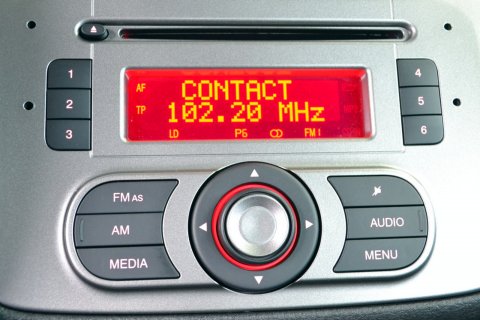 1
2
3
4
5
6
AF CONTACT
TP 102.20 MHz
LD P6 FM1
FM AS
AM
MEDIA
AUDIO
MENU